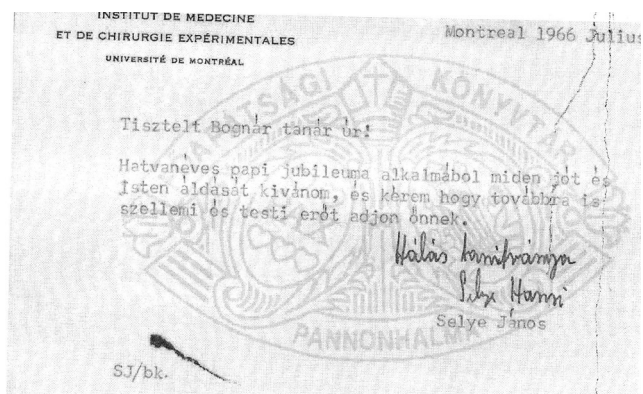 INSTITUT DE MÉDECINE
ET DE CHIRURGIE EXPÉRIMENTALES
UNIVERSITÉ DE MONTRÉAL
Montreal 1966 Julius
Tisztelt Bognár tanár úr!
Hatvanéves papi jubileuma alkalmából miden jót és
Isten áldását kivánom, és kérem hogy továbbra is
szellemi és testi erőt adjon önnek.
Hálás tanítványa
Selye Hansi
Selye János
SJ/bk.
KÖNYVTÁR
PANNONHALMA